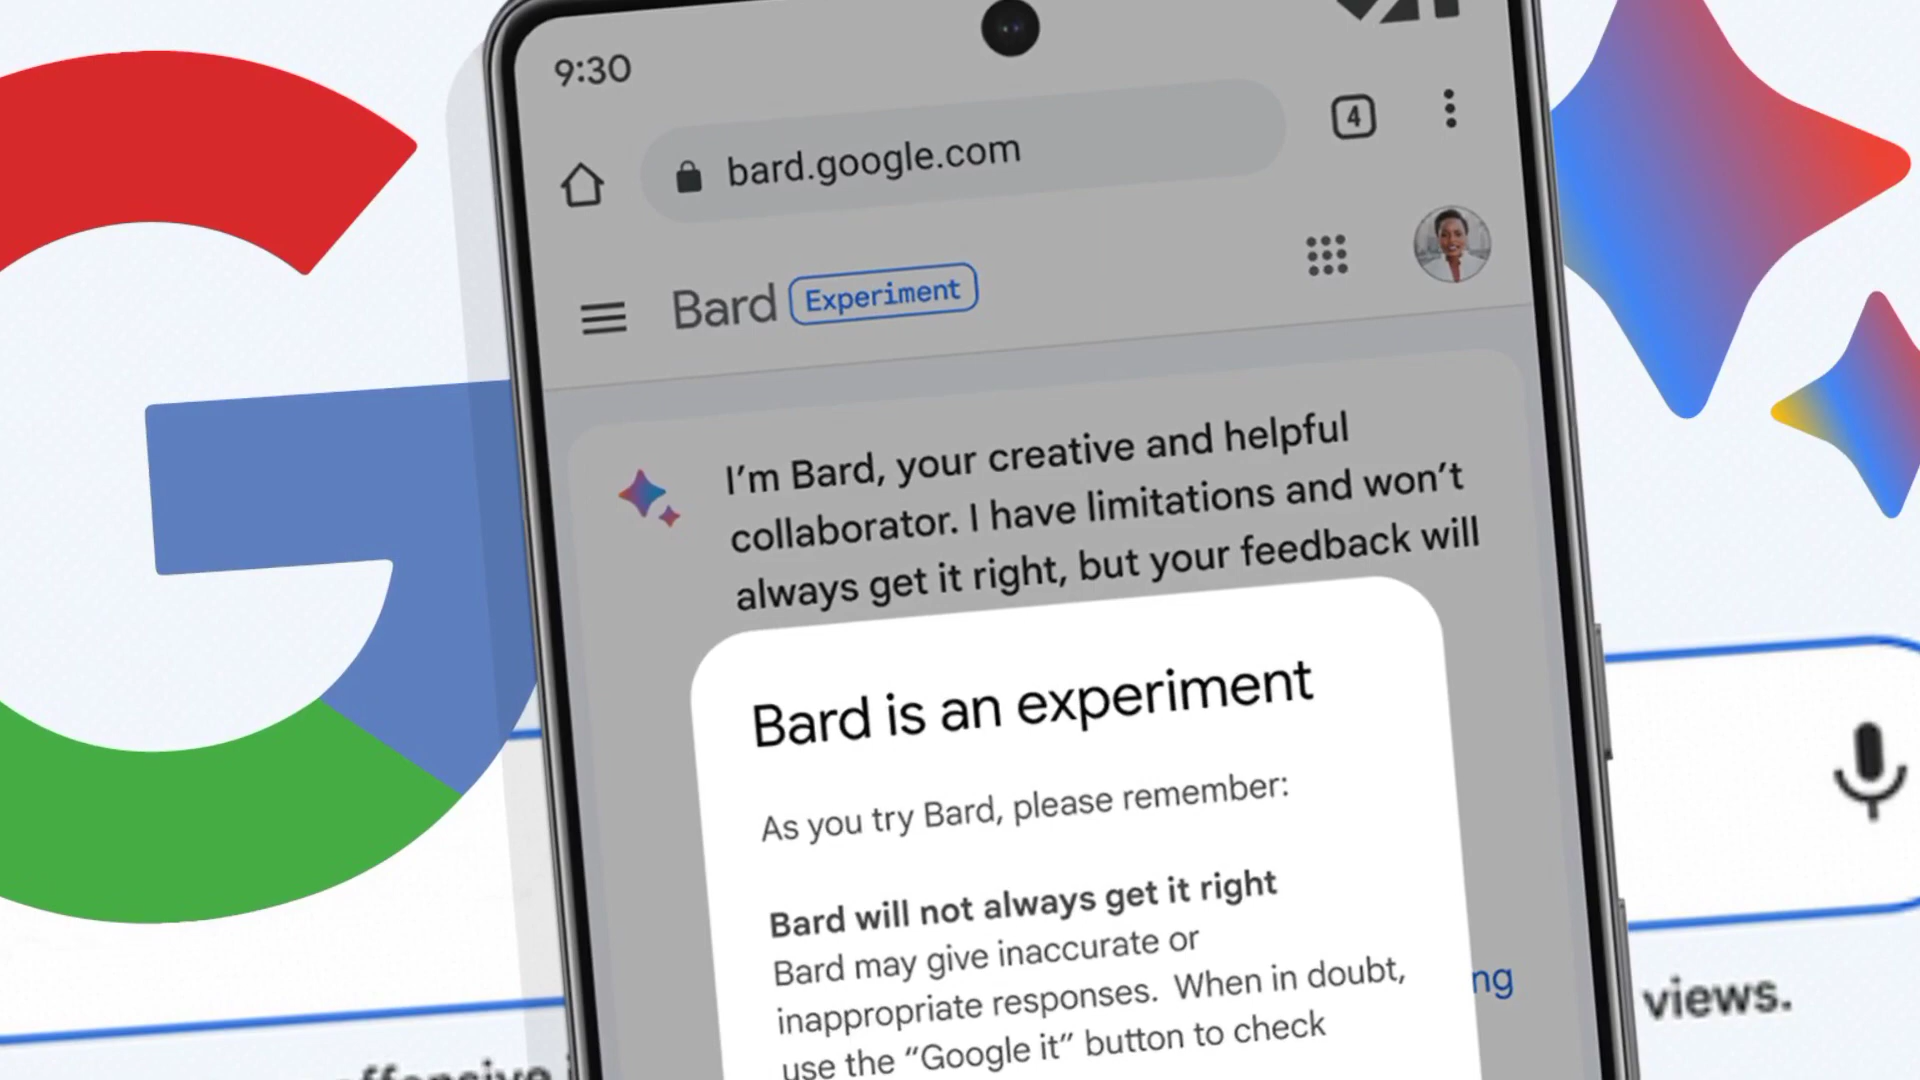 9:30
bard.google.com
4
Bard Experiment
I’m Bard, your creative and helpful
collaborator. I have limitations and won’t
always get it right, but your feedback will
Bard is an experiment
As you try Bard, please remember:
Bard will not always get it right
Bard may give inaccurate or
inappropriate responses. When in doubt,
use the “Google it” button to check
ng
views.
offensive